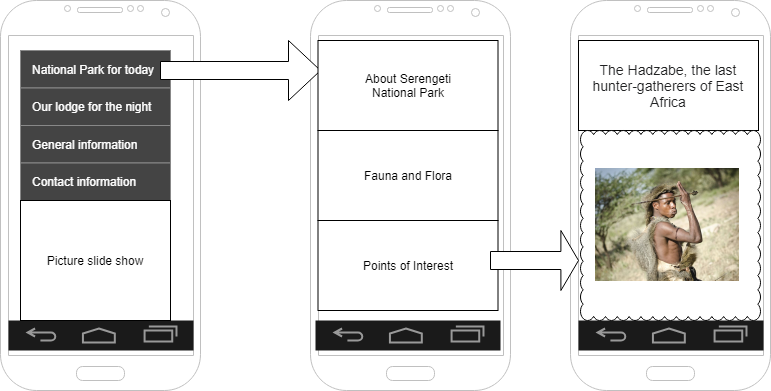 National Park for today
Our lodge for the night
General information
Contact information
Picture slide show
About Serengeti
National Park
Fauna and Flora
Points of Interest
The Hadzabe, the last
hunter-gatherers of East
Africa